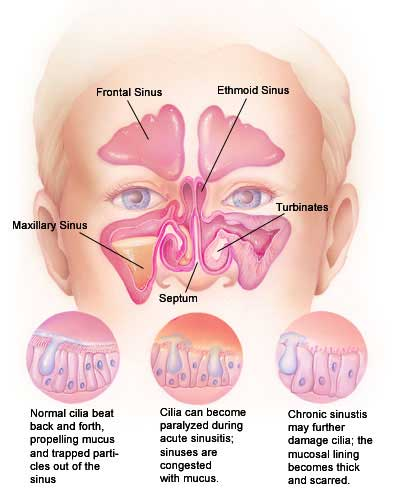 Frontal Sinus
Ethmoid Sinus
Turbinates
Maxillary Sinus
Septum
Normal cilia beat
back and forth,
propelling mucus
and trapped parti-
cles out of the
sinus
Cilia can become
paralyzed during
acute sinusitis;
sinuses are
congested
with mucus.
Chronic sinustis
may further
damage cilia; the
mucosal lining
becomes thick
and scarred.